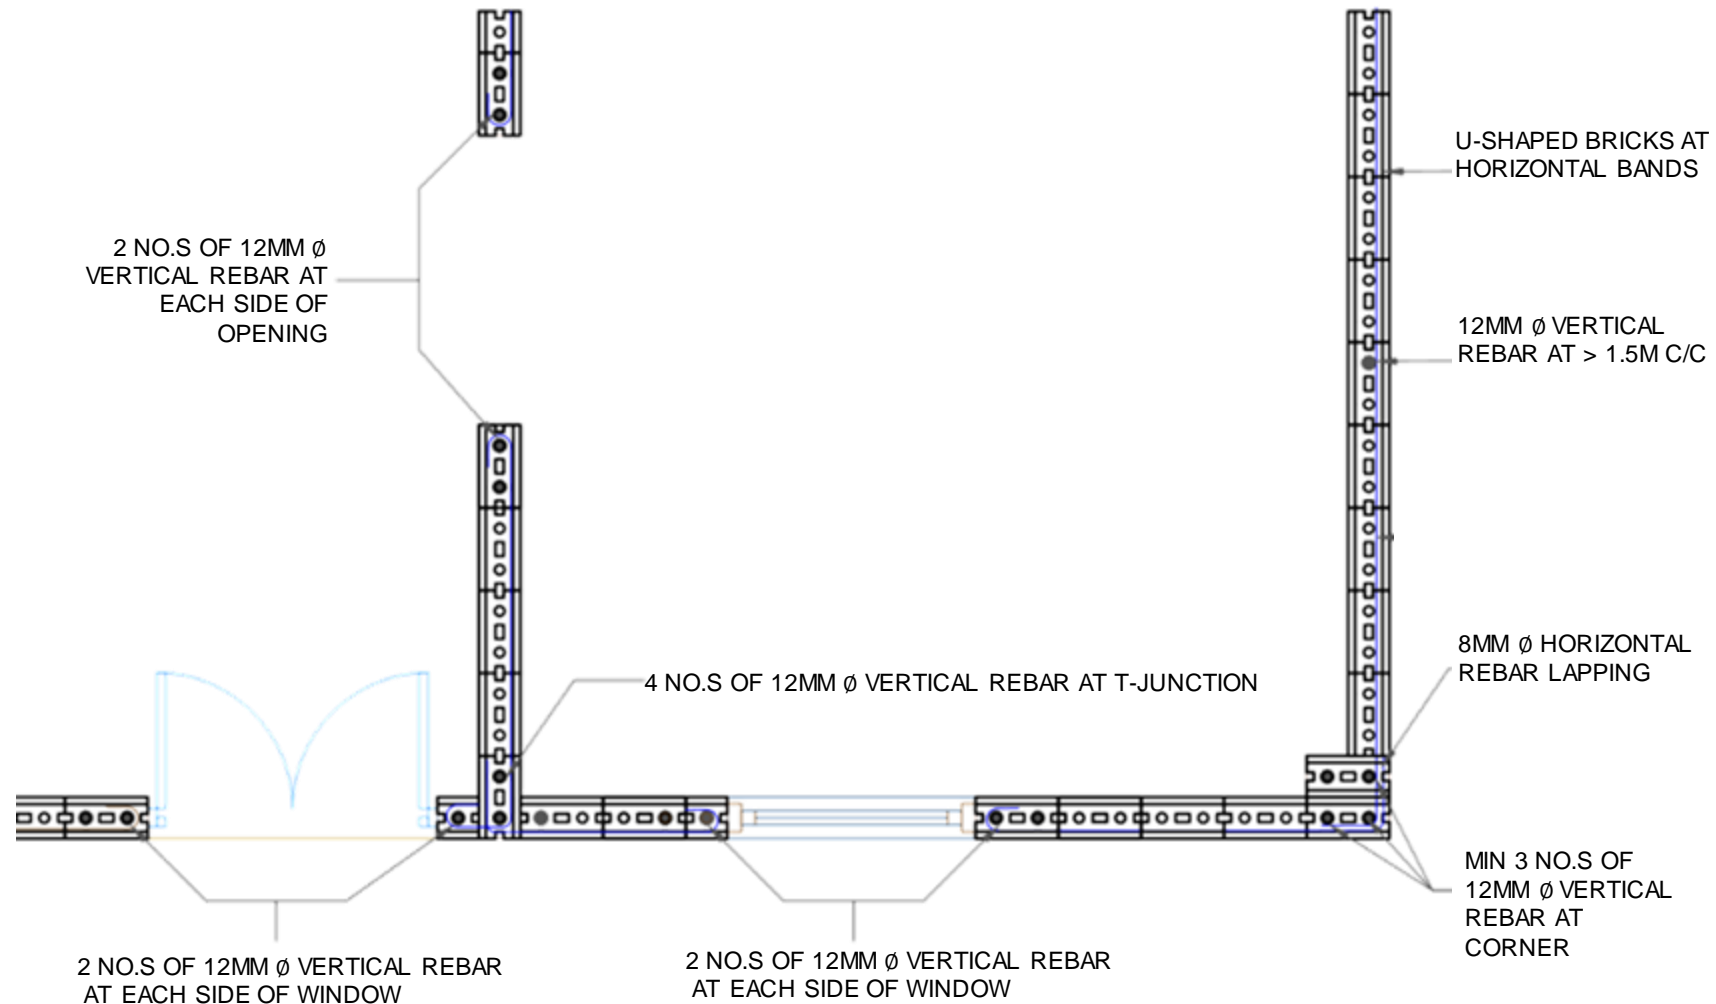 U-SHAPED BRICKS AT
HORIZONTAL BANDS
2 NO.S OF 12MM Ø
VERTICAL REBAR AT
EACH SIDE OF
OPENING
12MM Ø VERTICAL
REBAR AT > 1.5M C/C
8MM Ø HORIZONTAL
REBAR LAPPING
4 NO.S OF 12MM Ø VERTICAL REBAR AT T-JUNCTION
MIN 3 NO.S OF
12MM Ø VERTICAL
REBAR AT
CORNER
2 NO.S OF 12MM Ø VERTICAL REBAR
AT EACH SIDE OF WINDOW
2 NO.S OF 12MM Ø VERTICAL REBAR
AT EACH SIDE OF WINDOW